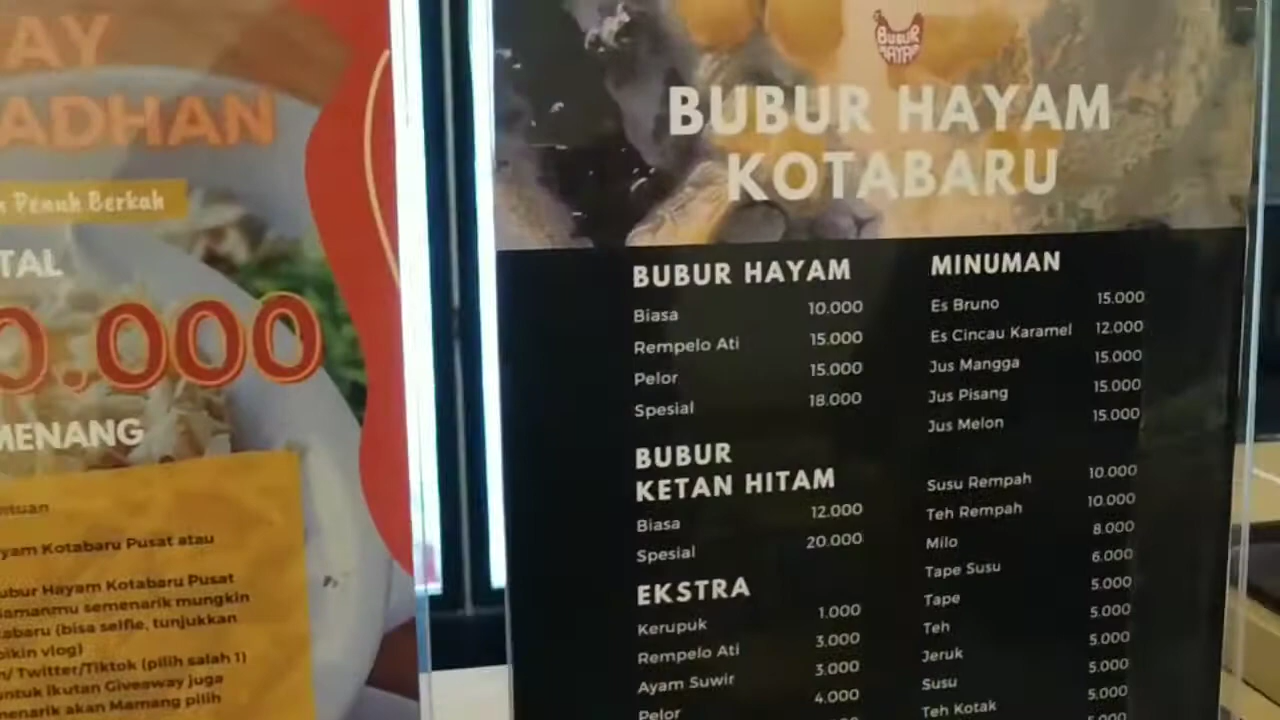 AY
ADHAN
Penuh Berkah
TAL
0.000
MENANG
yam Kotabaru Pusat atau
ubur Hayam Kotabaru Pusat
semenarik mungkin
abaru (bisa selfie, tunjukkan
bikin vlog)
/ Twitter/Tiktok (pilih salah 1)
ntuk ikutan Giveaway juga
menarik akan Mamang pilih
BUBUR HAYAM
BUBUR HAYAM
KOTABARU
BUBUR HAYAM
Biasa 10.000
Rempelo Ati 15.000
Pelor 15.000
Spesial 18.000
BUBUR
KETAN HITAM
Biasa 12.000
Spesial 20.000
EKSTRA
Kerupuk 1.000
Rempelo Ati 3.000
Ayam Suwir 3.000
Pelor 4.000
MINUMAN
Es Bruno 15.000
Es Cincau Karamel 12.000
Jus Mangga 15.000
Jus Pisang 15.000
Jus Melon 15.000
Susu Rempah 10.000
Teh Rempah 10.000
Milo 8.000
Tape Susu 6.000
Tape 5.000
Teh 5.000
Jeruk 5.000
Susu 5.000
Teh Kotak 5.000